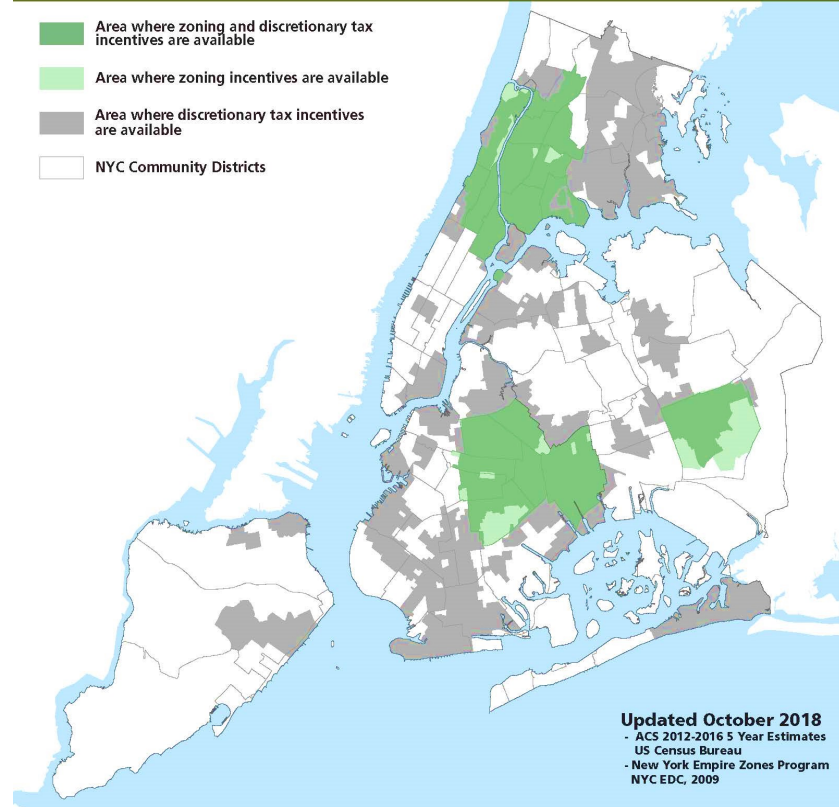 Area where zoning and discretionary tax
incentives are available
Area where zoning incentives are available
Area where discretionary tax incentives
are available
NYC Community Districts
Updated October 2018
- ACS 2012-2016 5 Year Estimates
US Census Bureau
- New York Empire Zones Program
NYC EDC, 2009